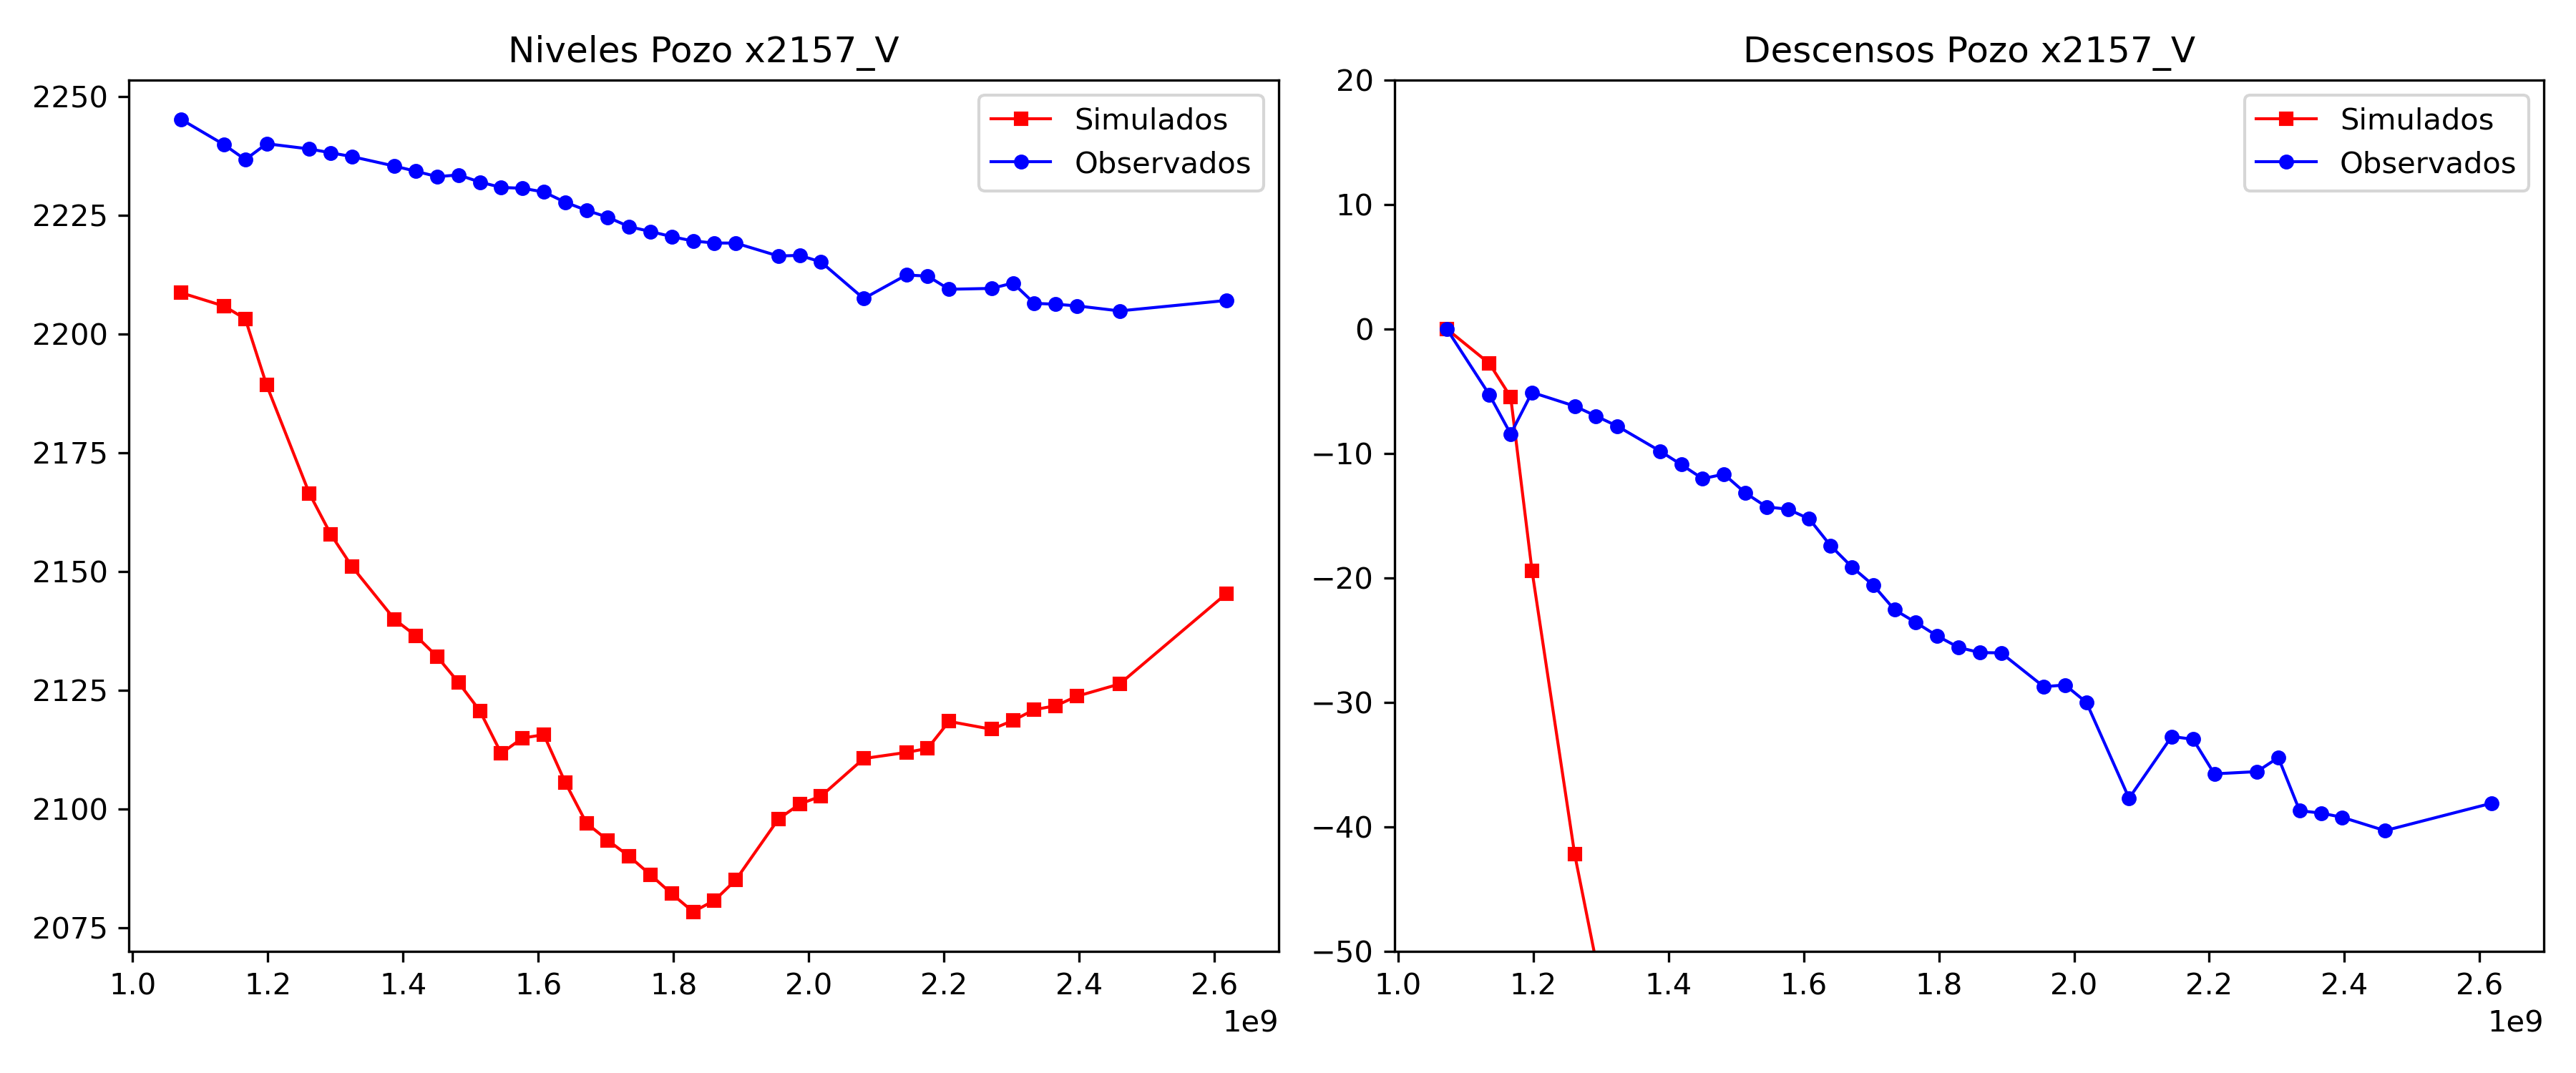 Niveles Pozo x2157_V
2250
2225
2200
2175
2150
2125
2100
2075
1.0 1.2 1.4 1.6 1.8 2.0 2.2 2.4 2.6
1e9
Simulados
Observados
Descensos Pozo x2157_V
20
10
0
−10
−20
−30
−40
−50
1.0 1.2 1.4 1.6 1.8 2.0 2.2 2.4 2.6
1e9
Simulados
Observados